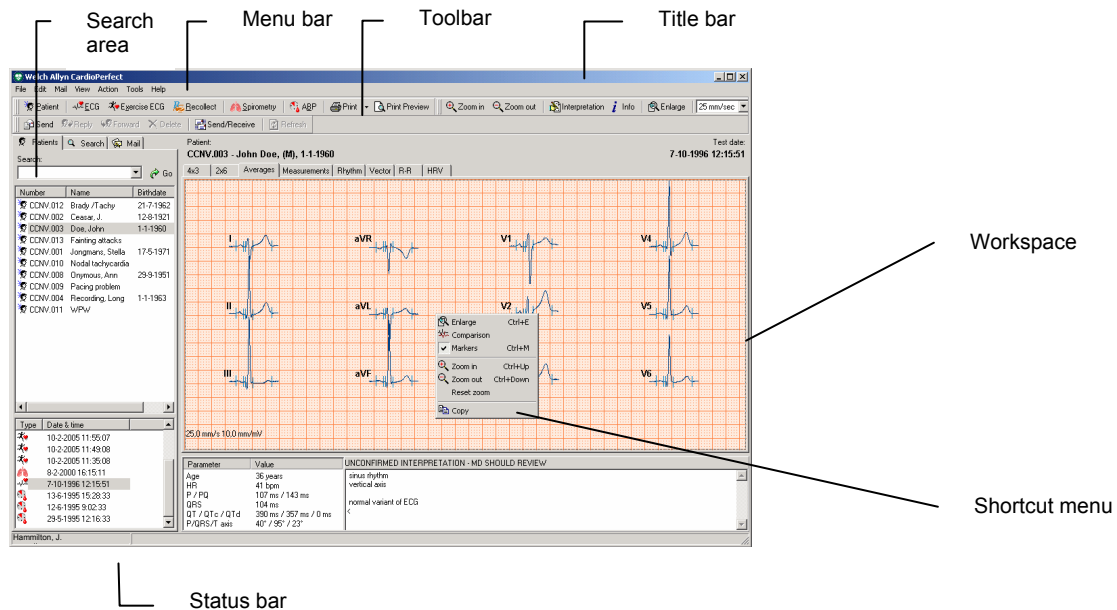 Search area
Menu bar
Toolbar
Title bar
Welch Allyn CardioPerfect
File Edit Mail View Action Tools Help
Patient ECG Exercise ECG Recollect Spirometry ABP Print Print Preview Zoom in Zoom out Interpretation Info Enlarge 25 mm/sec
Send Reply Forward Delete Send/Receive Refresh
Patients Search Mail
Search:
Go
Number Name Birthdate
CCNV.012 Brady /Tachy 21-7-1962
CCNV.002 Ceasar, J. 12-8-1921
CCNV.003 Doe, John 1-1-1960
CCNV.013 Fainting attacks
CCNV.001 Jongmans, Stella 17-5-1971
CCNV.010 Nodal tachycardia
CCNV.008 Onymous, Ann 29-9-1951
CCNV.009 Pacing problem
CCNV.004 Recording, Long 1-1-1963
CCNV.011 WPW
Type Date & time
10-2-2005 11:55:07
10-2-2005 11:49:08
10-2-2005 11:35:08
8-2-2000 16:15:11
7-10-1996 12:15:51
13-6-1995 15:28:33
12-6-1995 9:02:33
29-5-1995 12:16:33
Patient: Test date:
CCNV.003 - John Doe, (M), 1-1-1960 7-10-1996 12:15:51
4x3 2x6 Averages Measurements Rhythm Vector R-R HRV
I aVR V1 V4
II aVL V2 V5
III aVF V6
Enlarge Ctrl+E
Comparison
Markers Ctrl+M
Zoom in Ctrl+Up
Zoom out Ctrl+Down
Reset zoom
Copy
25,0 mm/s 10,0 mm/mV
Parameter Value
Age 36 years
HR 41 bpm
P / PQ 107 ms / 143 ms
QRS 104 ms
QT / QTc / QTd 390 ms / 357 ms / 0 ms
P/QRS/T axis 40° / 95° / 23°
UNCONFIRMED INTERPRETATION - MD SHOULD REVIEW
sinus rhythm
vertical axis
normal variant of ECG
<
Hammilton, J.
Workspace
Shortcut menu
Status bar